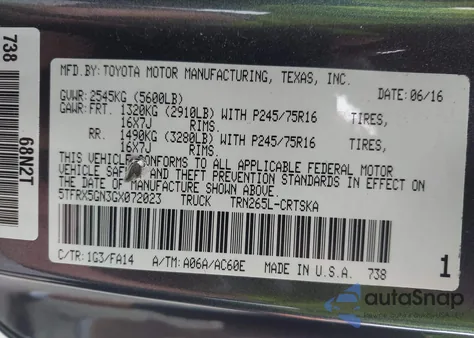 738
68N2T
MFD.BY: TOYOTA MOTOR MANUFACTURING, TEXAS, INC.
GVWR: 2545KG (5600LB) DATE: 06/16
GAWR: FRT. 1320KG (2910LB) WITH P245/75R16 TIRES,
16X7J RIMS.
RR. 1490KG (3280LB) WITH P245/75R16 TIRES,
16X7J RIMS.
THIS VEHICLE CONFORMS TO ALL APPLICABLE FEDERAL MOTOR
VEHICLE AND THEFT PREVENTION STANDARDS IN EFFECT
ON THE DATE OF MANUFACTURE SHOWN ABOVE.
5TFRX5GN3GX072023 TRUCK TRN265L-CRTSKA
C/TR: 1G3/FA14 A/TM: A06A/AC60E MADE IN U.S.A. 738
1
autoSnap